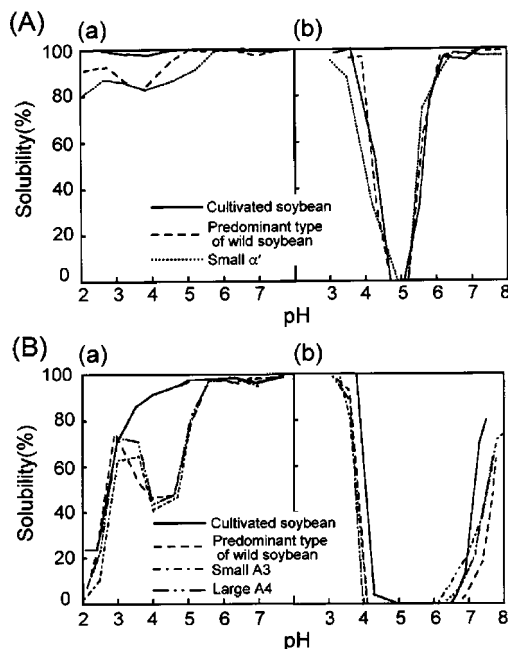 (A)
(a)
(b)
100
80
60
40
20
0
Solubility(%)
Cultivated soybean
Predominant type
of wild soybean
Small α'
2 3 4 5 6 7
3 4 5 6 7 8
pH
(B)
(a)
(b)
100
80
60
40
20
0
Solubility(%)
Cultivated soybean
Predominant type
of wild soybean
Small A3
Large A4
2 3 4 5 6 7
3 4 5 6 7 8
pH